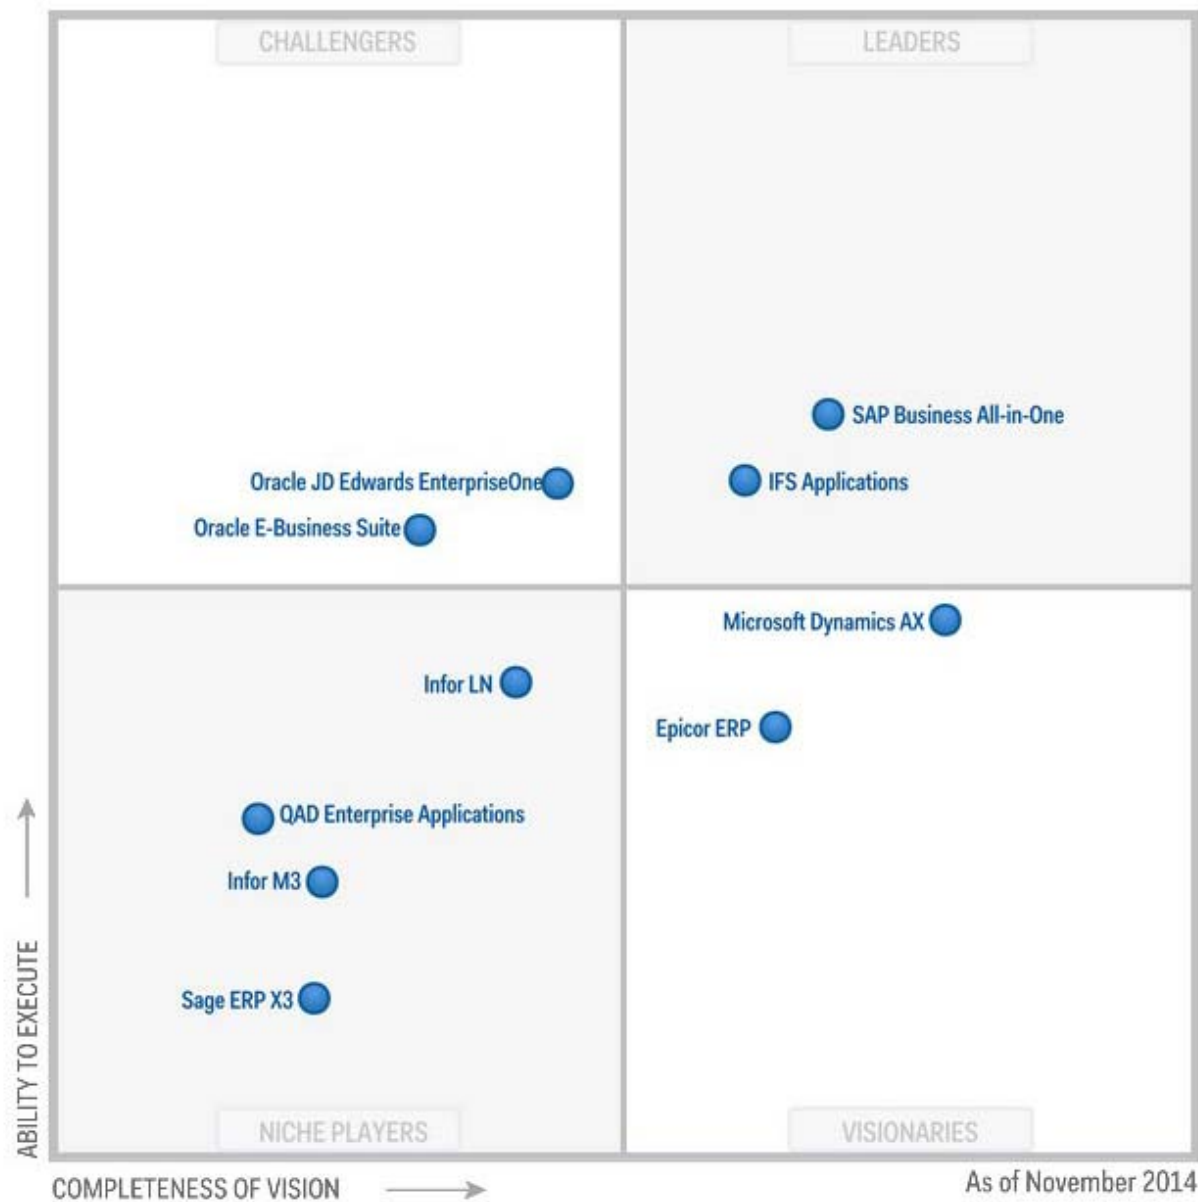 CHALLENGERS
LEADERS
SAP Business All-in-One
Oracle JD Edwards EnterpriseOne
IFS Applications
Oracle E-Business Suite
Microsoft Dynamics AX
Infor LN
Epicor ERP
QAD Enterprise Applications
Infor M3
Sage ERP X3
ABILITY TO EXECUTE
NICHE PLAYERS
VISIONARIES
COMPLETENESS OF VISION
As of November 2014